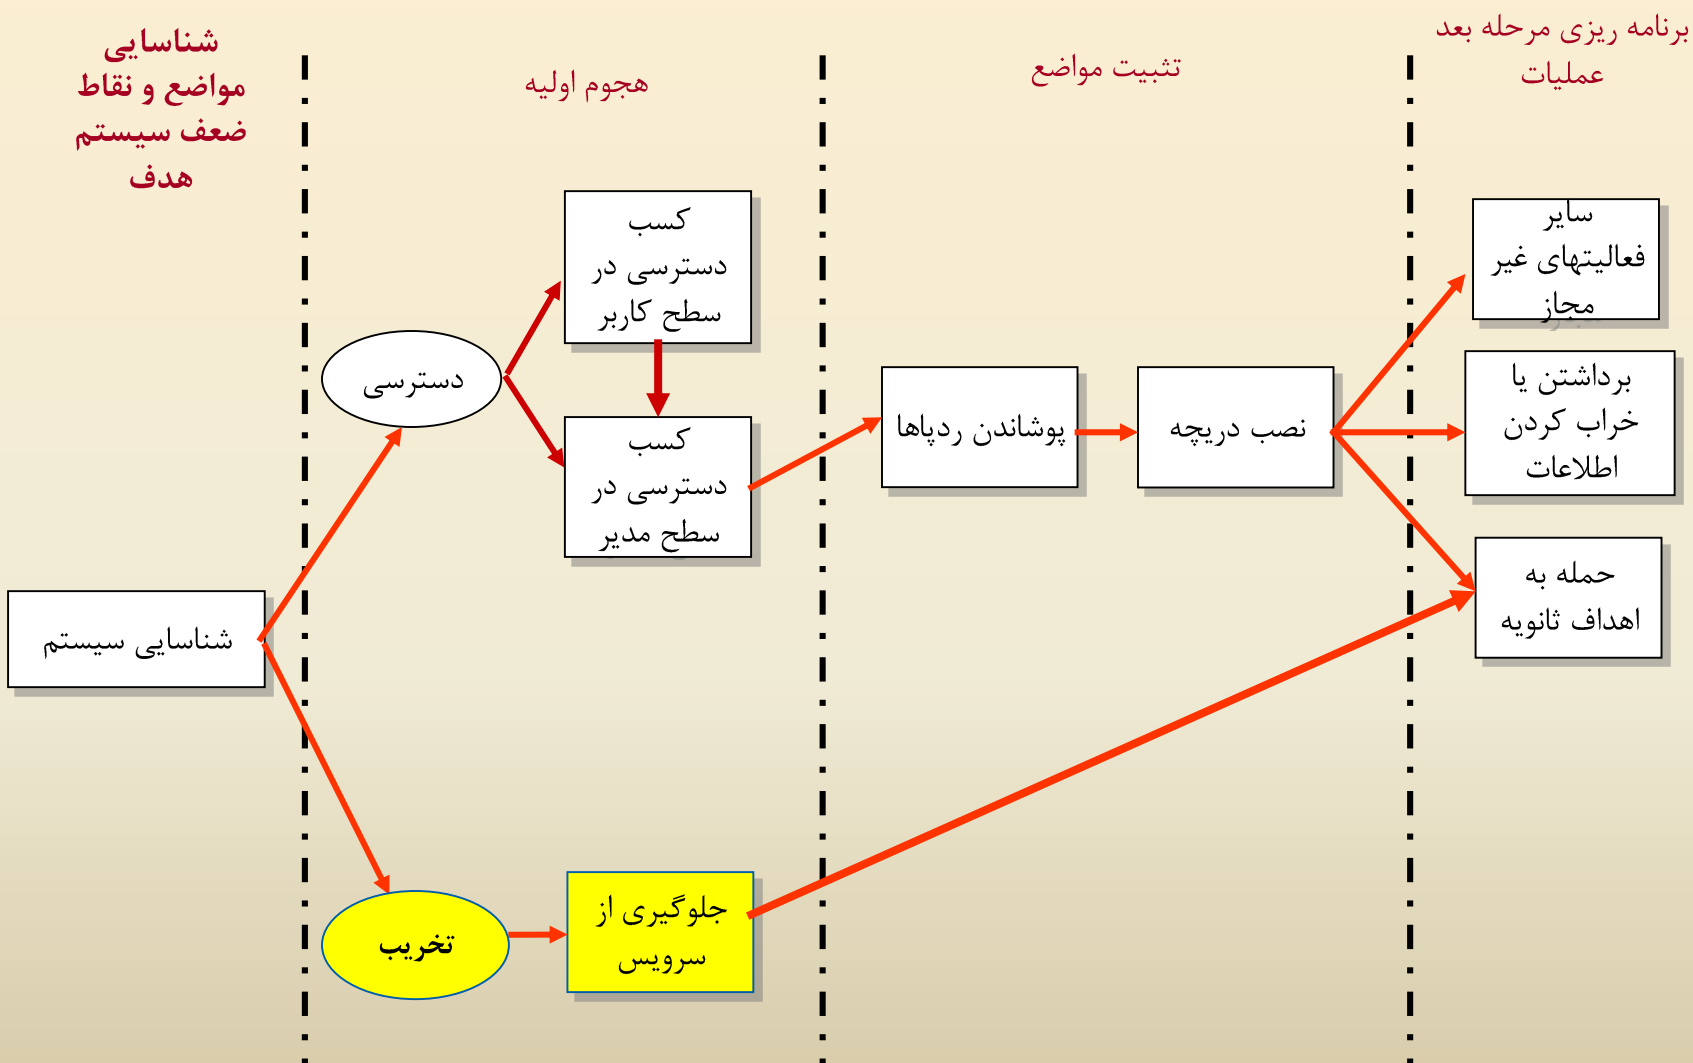 شناسایی
مواضع و نقاط
ضعف سیستم
هدف
هجوم اولیه
تثبیت مواضع
برنامه ریزی مرحله بعد
عملیات
شناسایی سیستم
دسترسی
کسب
دسترسی در
سطح کاربر
کسب
دسترسی در
سطح مدیر
پوشاندن ردپاها
نصب دریچه
سایر
فعالیتهای غیر
مجاز
برداشتن یا
خراب کردن
اطلاعات
حمله به
اهداف ثانویه
تخریب
جلوگیری از
سرویس